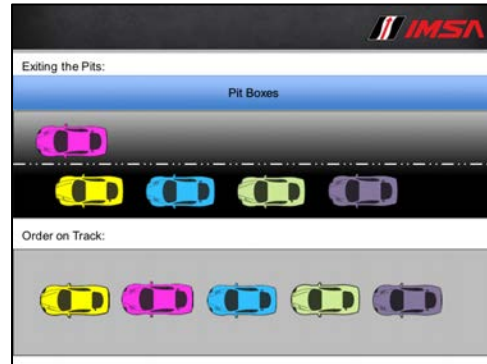 IMSA
Exiting the Pits:
Pit Boxes
Order on Track: